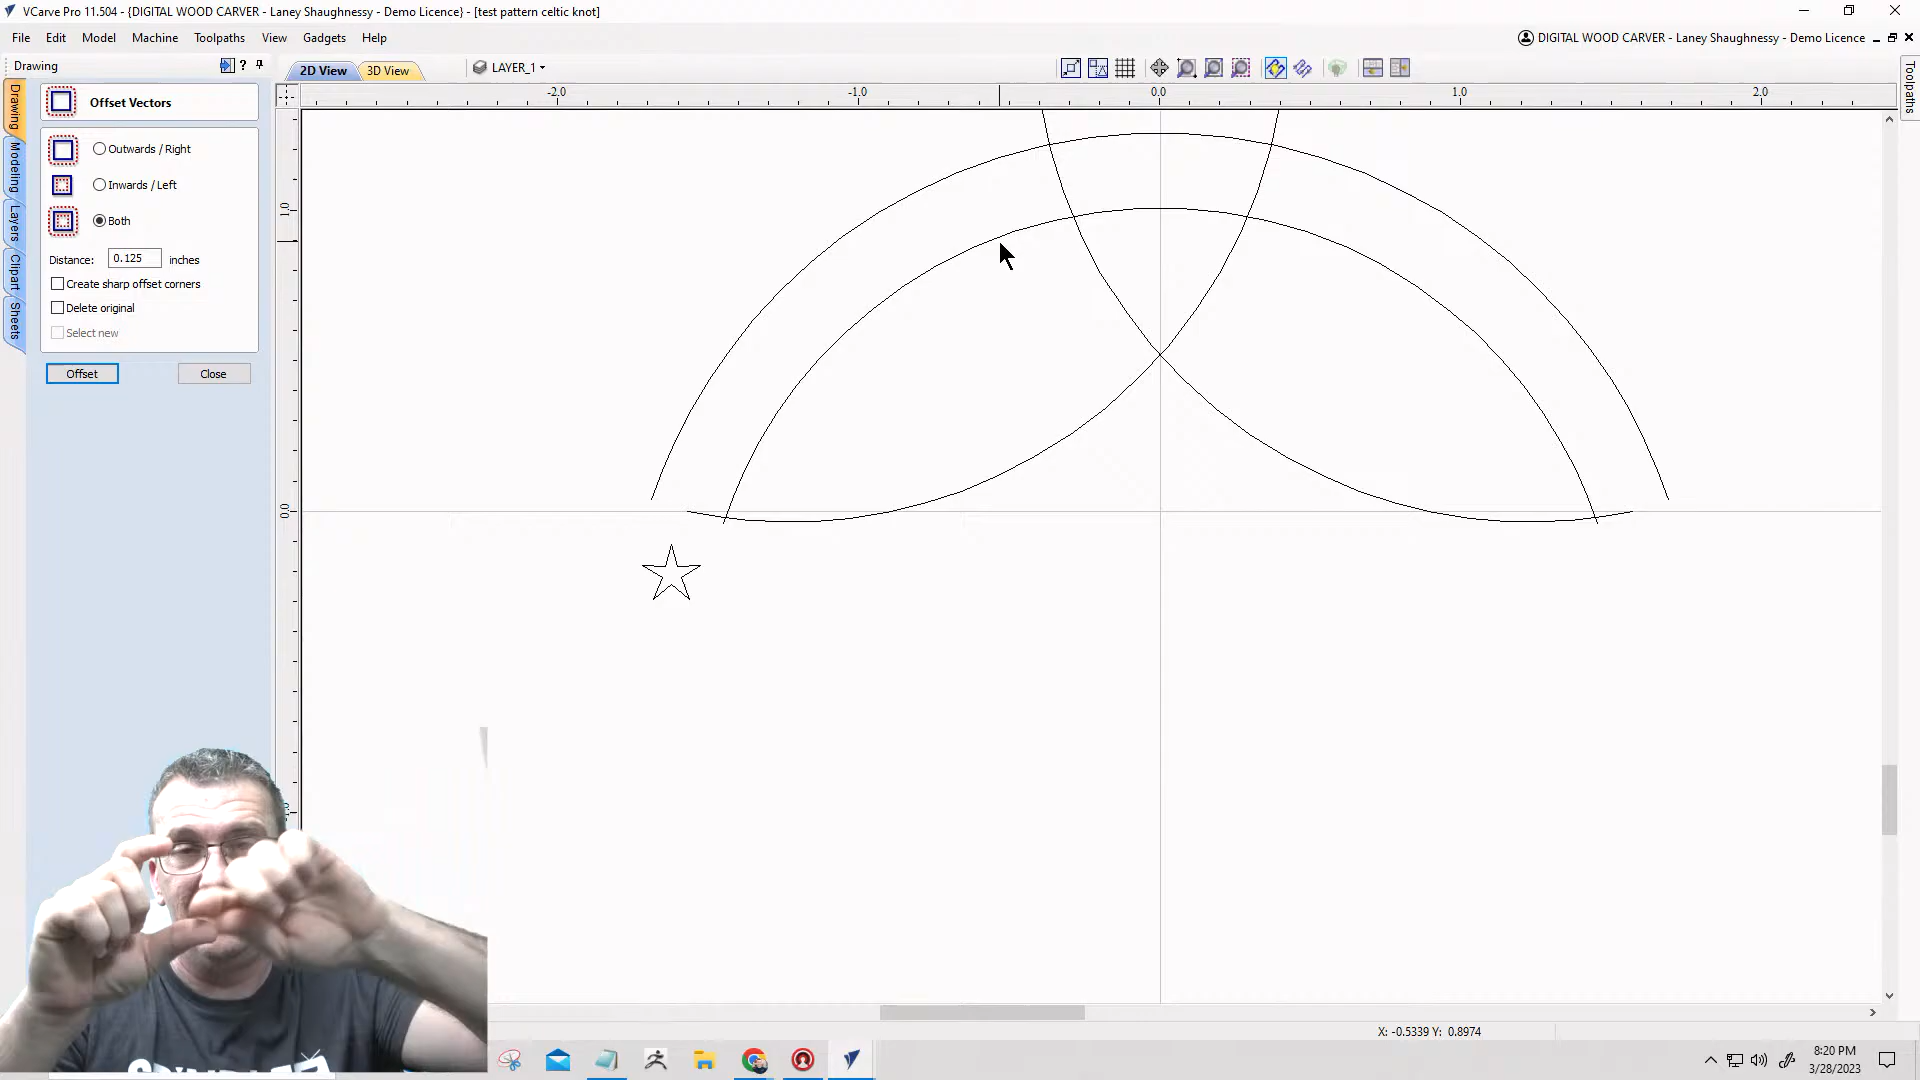 VCarve Pro 11.504 - {DIGITAL WOOD CARVER - Laney Shaughnessy - Demo Licence} - [test pattern celtic knot]
File Edit Model Machine Toolpaths View Gadgets Help
DIGITAL WOOD CARVER - Laney Shaughnessy - Demo Licence
Drawing
2D View
3D View
LAYER_1
Toolpaths
Drawing
Modeling
Layers
Clipart
Sheets
Offset Vectors
Outwards / Right
Inwards / Left
Both
Distance: 0.125 inches
Create sharp offset corners
Delete original
Select new
Offset
Close
-2.0 -1.0 0.0 1.0 2.0
1.0
0.0
X: -0.5339 Y: 0.8974
8:20 PM
3/28/2023